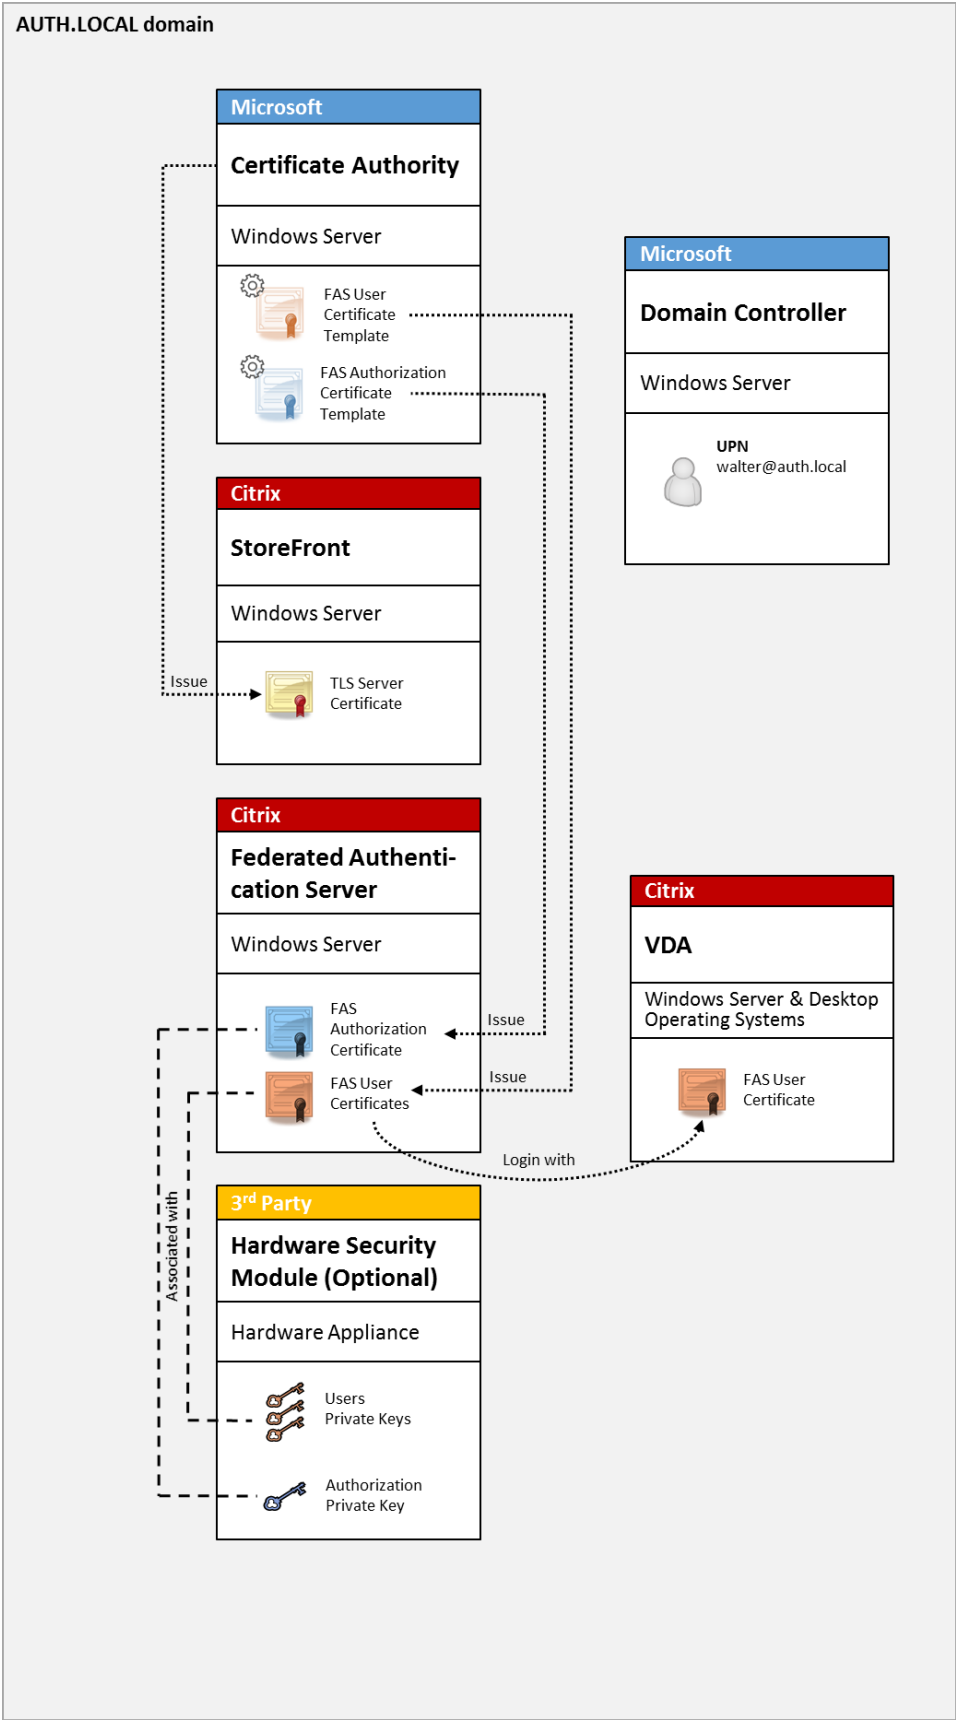 AUTH.LOCAL domain
Microsoft
Certificate Authority
Windows Server
FAS User
Certificate
Template
FAS Authorization
Certificate
Template
Microsoft
Domain Controller
Windows Server
UPN
walter@auth.local
Citrix
StoreFront
Windows Server
Issue
TLS Server
Certificate
Citrix
Federated Authenti-
cation Server
Windows Server
FAS
Authorization
Certificate
Issue
FAS User
Certificates
Issue
Citrix
VDA
Windows Server & Desktop
Operating Systems
FAS User
Certificate
Login with
Associated with
3rd Party
Hardware Security
Module (Optional)
Hardware Appliance
Users
Private Keys
Authorization
Private Key